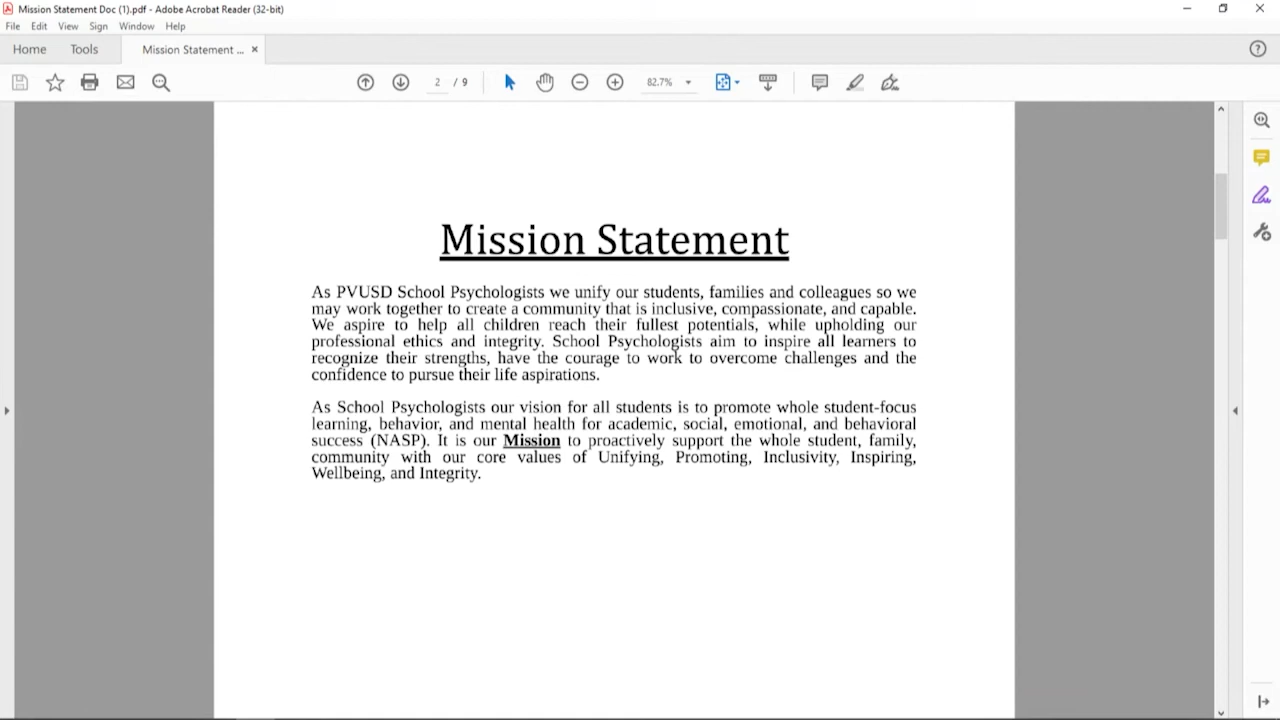 Mission Statement Doc (1).pdf - Adobe Acrobat Reader (32-bit)
File Edit View Sign Window Help
Home Tools Mission Statement ... ×
2 / 9 82.7%
Mission Statement
As PVUSD School Psychologists we unify our students, families and colleagues so we
may work together to create a community that is inclusive, compassionate, and capable.
We aspire to help all children reach their fullest potentials, while upholding our
professional ethics and integrity. School Psychologists aim to inspire all learners to
recognize their strengths, have the courage to work to overcome challenges and the
confidence to pursue their life aspirations.
As School Psychologists our vision for all students is to promote whole student-focus
learning, behavior, and mental health for academic, social, emotional, and behavioral
success (NASP). It is our Mission to proactively support the whole student, family,
community with our core values of Unifying, Promoting, Inclusivity, Inspiring,
Wellbeing, and Integrity.